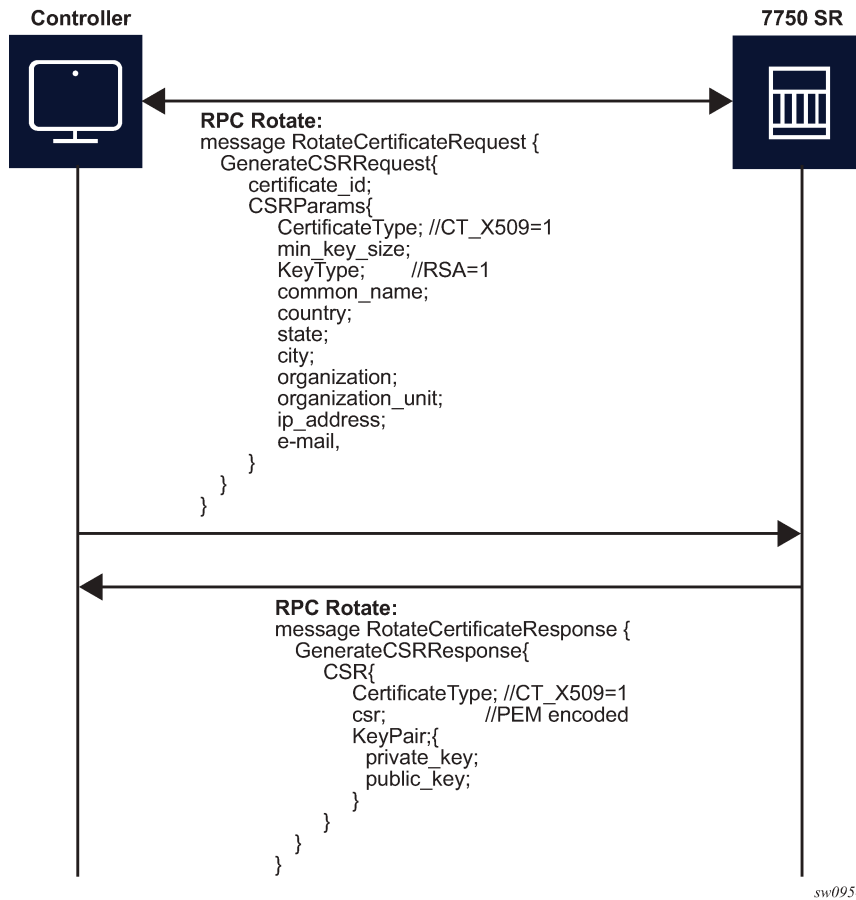 Controller
7750 SR
RPC Rotate:
message RotateCertificateRequest {
GenerateCSRRequest{
certificate_id;
CSRParams{
CertificateType; //CT_X509=1
min_key_size;
KeyType; //RSA=1
common_name;
country;
state;
city;
organization;
organization_unit;
ip_address;
e-mail,
}
}
}
RPC Rotate:
message RotateCertificateResponse {
GenerateCSRResponse{
CSR{
CertificateType; //CT_X509=1
csr; //PEM encoded
KeyPair;{
private_key;
public_key;
}
}
}
}
sw095